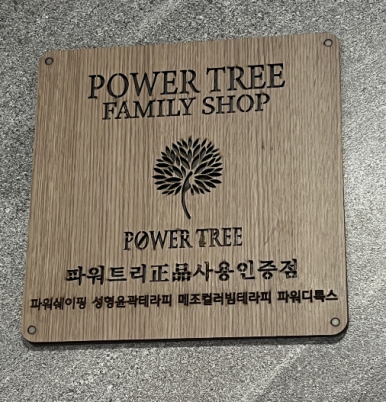 POWER TREE
FAMILY SHOP
POWER TREE
파워트리正品사용인증점
파워쉐이핑 성형윤곽테라피 메조컬러빔테라피 파워디톡스